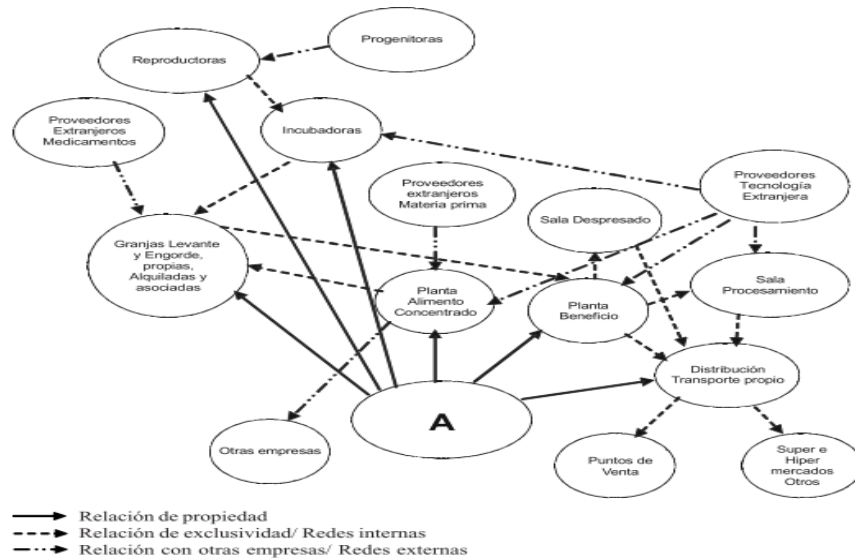 Progenitoras
Reproductoras
Proveedores
Extranjeros
Medicamentos
Incubadoras
Proveedores
extranjeros
Materia prima
Proveedores
Tecnología
Extranjera
Sala Despresado
Granjas Levante
y Engorde,
propias,
Alquiladas y
asociadas
Planta
Alimento
Concentrado
Planta
Beneficio
Sala
Procesamiento
Distribución
Transporte propio
A
Otras empresas
Puntos de
Venta
Super e
Hiper
mercados
Otros
Relación de propiedad
Relación de exclusividad/ Redes internas
Relación con otras empresas/ Redes externas